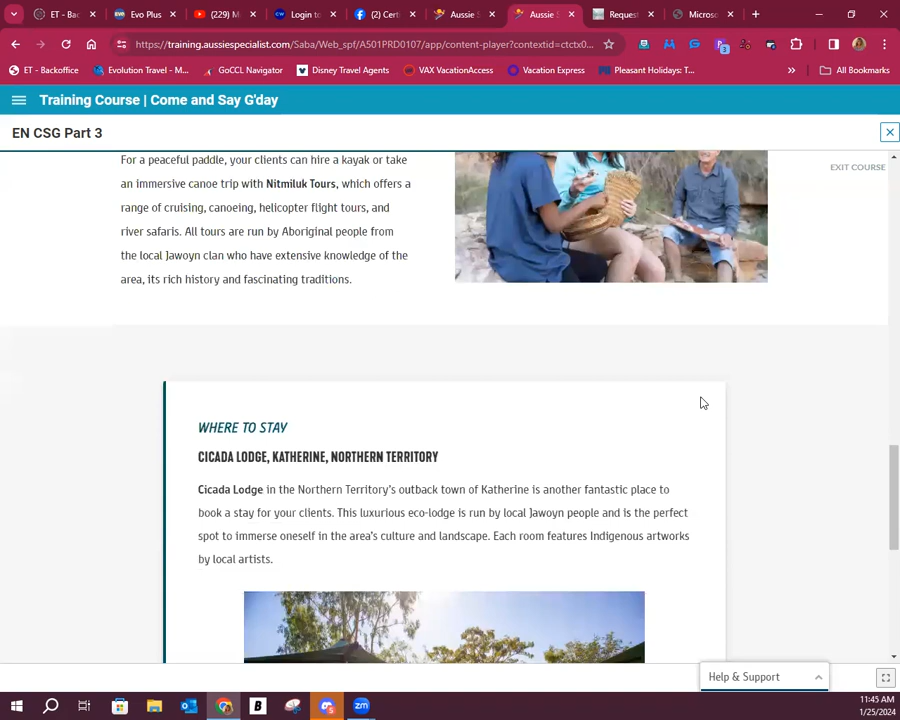 ET - Bac
Evo Plus
(229) M
Login to
(2) Certi
Aussie S
Aussie S
Request
Microso
https://training.aussiespecialist.com/Saba/Web_spf/A501PRD0107/app/content-player?contextid=ctctx0...
3
ET - Backoffice
Evolution Travel - M...
GoCCL Navigator
Disney Travel Agents
VAX VacationAccess
Vacation Express
Pleasant Holidays: T...
»
All Bookmarks
Training Course | Come and Say G'day
EN CSG Part 3
EXIT COURSE
For a peaceful paddle, your clients can hire a kayak or take
an immersive canoe trip with Nitmiluk Tours, which offers a
range of cruising, canoeing, helicopter flight tours, and
river safaris. All tours are run by Aboriginal people from
the local Jawoyn clan who have extensive knowledge of the
area, its rich history and fascinating traditions.
WHERE TO STAY
CICADA LODGE, KATHERINE, NORTHERN TERRITORY
Cicada Lodge in the Northern Territory's outback town of Katherine is another fantastic place to
book a stay for your clients. This luxurious eco-lodge is run by local Jawoyn people and is the perfect
spot to immerse oneself in the area's culture and landscape. Each room features Indigenous artworks
by local artists.
Help & Support
11:45 AM
1/25/2024